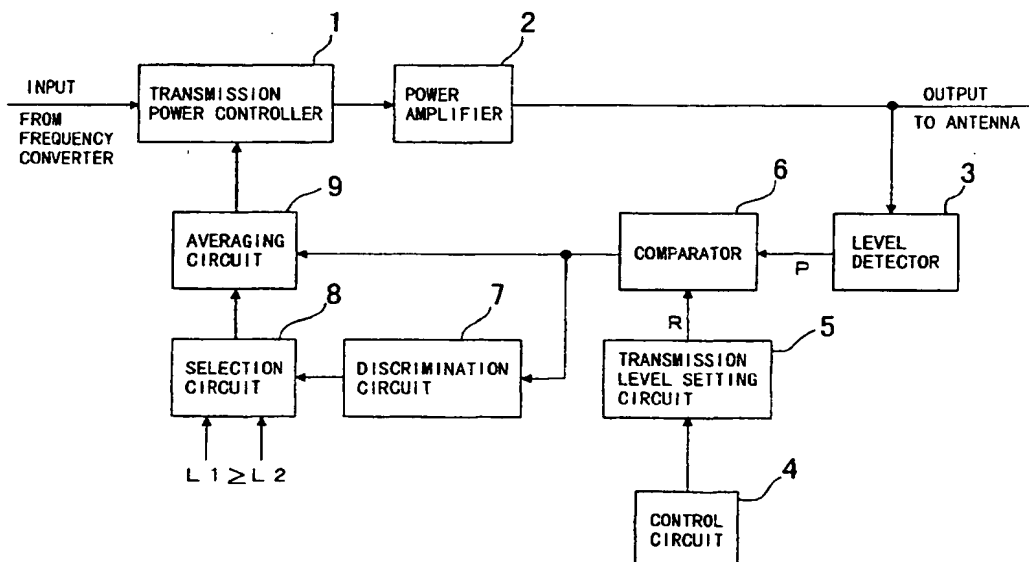 1
2
INPUT
FROM
FREQUENCY
CONVERTER
TRANSMISSION
POWER CONTROLLER
POWER
AMPLIFIER
OUTPUT
TO ANTENNA
9
6
3
AVERAGING
CIRCUIT
COMPARATOR
P
LEVEL
DETECTOR
8
7
R
5
SELECTION
CIRCUIT
DISCRIMINATION
CIRCUIT
TRANSMISSION
LEVEL SETTING
CIRCUIT
L 1 ≥ L 2
4
CONTROL
CIRCUIT